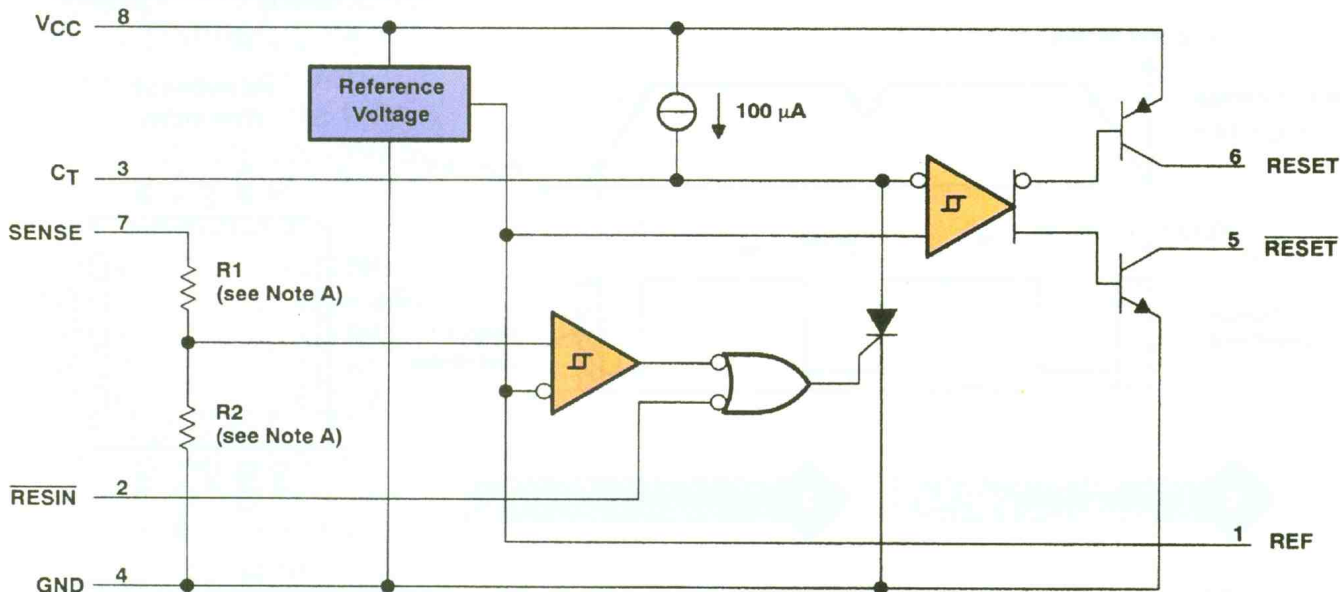 VCC 8
Reference
Voltage
100 µA
CT 3
6 RESET
SENSE 7
5 RESET
R1
(see Note A)
R2
(see Note A)
RESIN 2
1 REF
GND 4